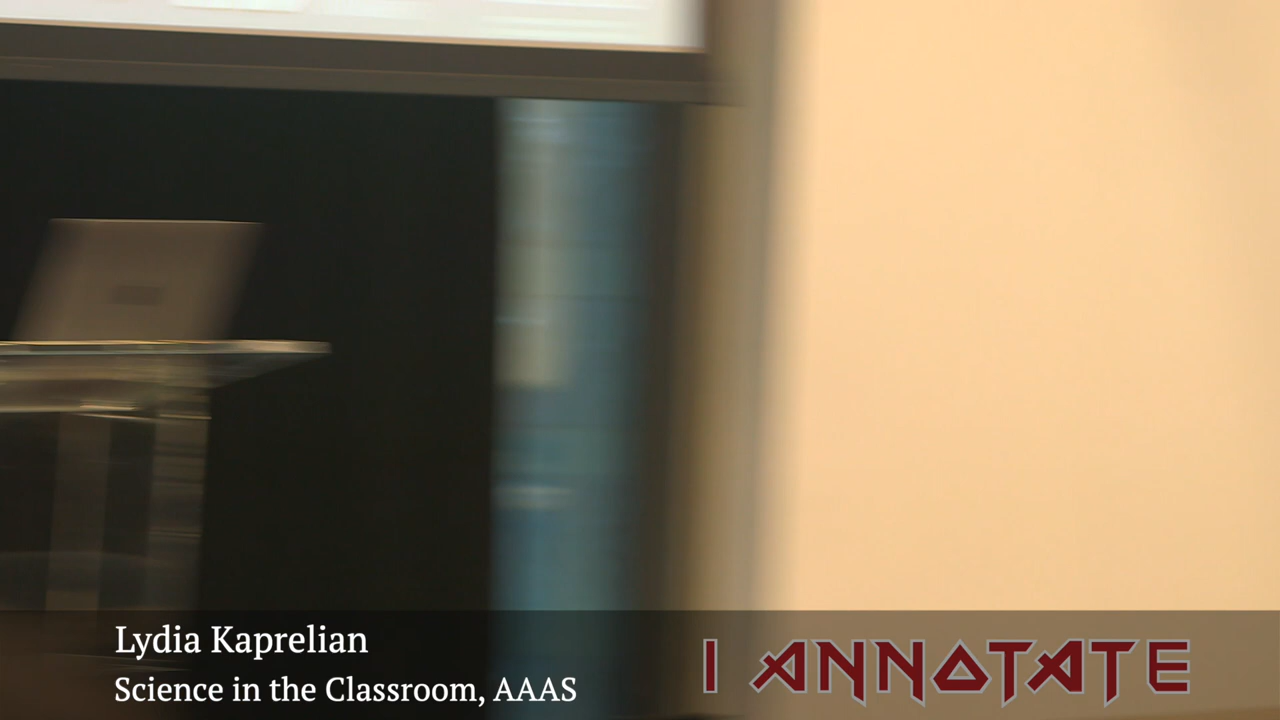 Lydia Kaprelian
Science in the Classroom, AAAS
I ANNOTATE